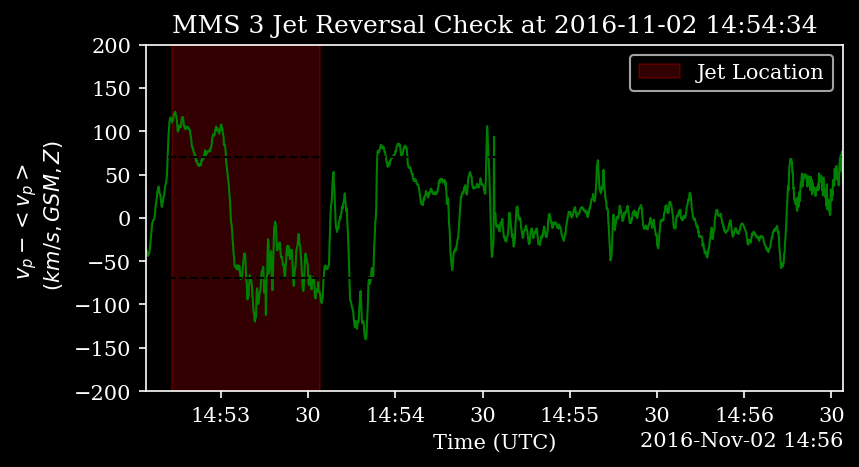 MMS 3 Jet Reversal Check at 2016-11-02 14:54:34
200
150
100
50
0
−50
−100
−150
−200
v_p − < v_p >
(km/s, GSM, Z)
Jet Location
14:53
30
14:54
30
14:55
30
14:56
30
Time (UTC)
2016-Nov-02 14:56